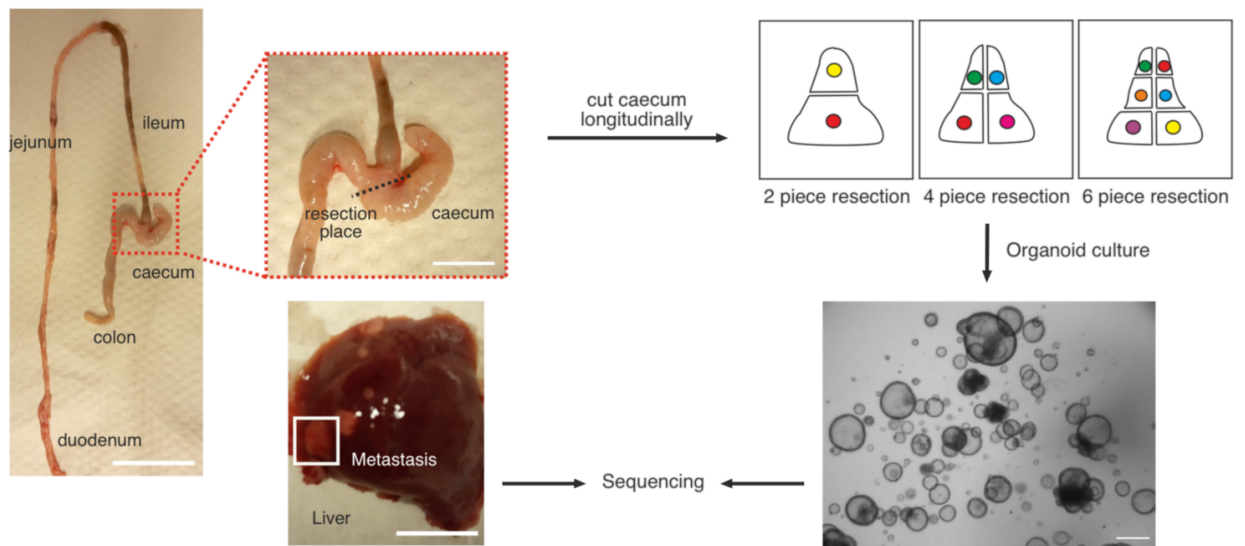 jejunum
ileum
caecum
colon
duodenum
resection
place
caecum
cut caecum
longitudinally
2 piece resection
4 piece resection
6 piece resection
Organoid culture
Metastasis
Liver
Sequencing